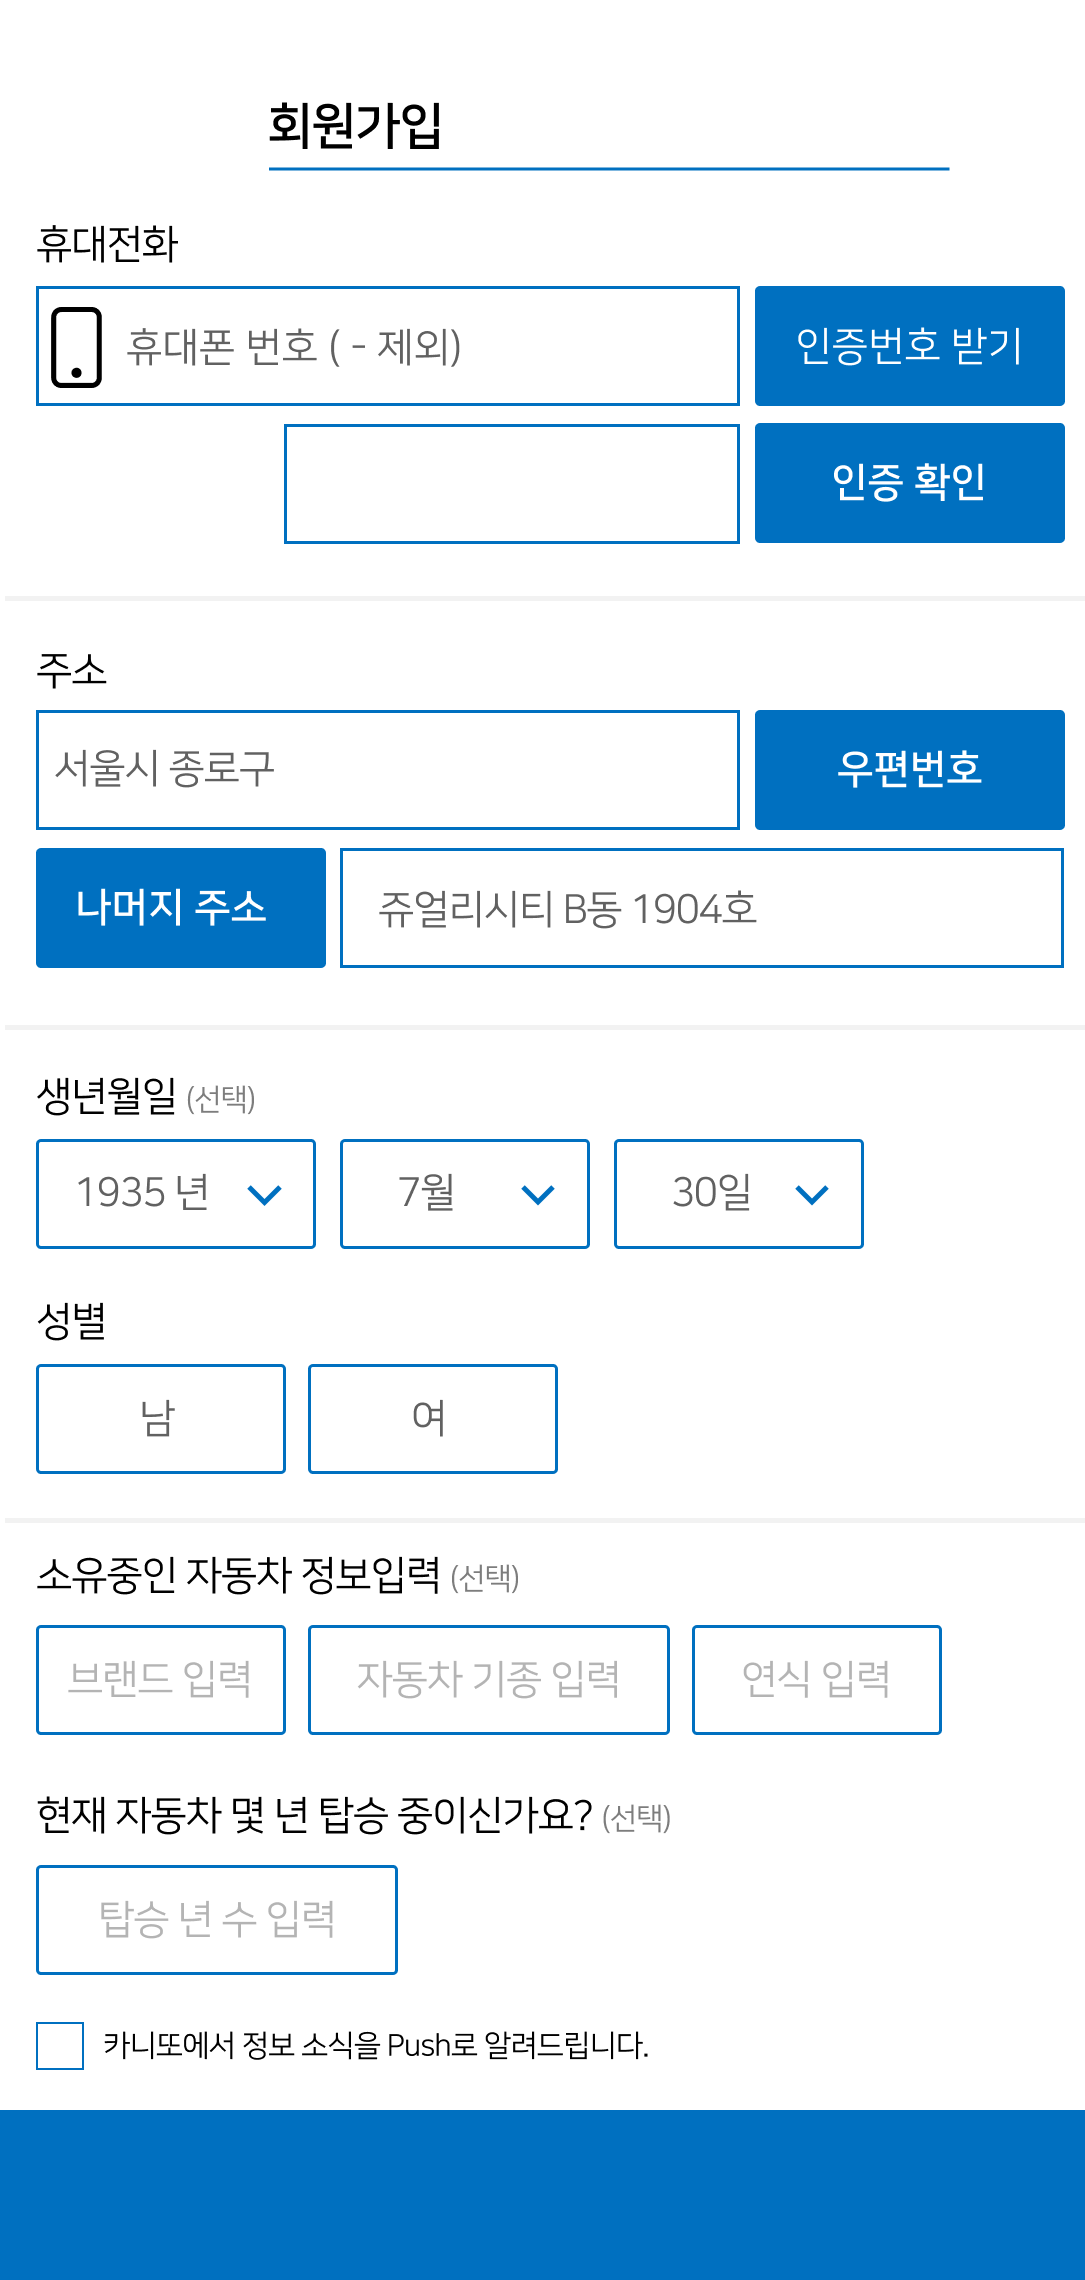 회원가입
휴대전화
휴대폰 번호 ( - 제외)
인증번호 받기
인증 확인
주소
서울시 종로구
우편번호
나머지 주소
쥬얼리시티 B동 1904호
생년월일 (선택)
1935 년
7월
30일
성별
남
여
소유중인 자동차 정보입력 (선택)
브랜드 입력
자동차 기종 입력
연식 입력
현재 자동차 몇 년 탑승 중이신가요? (선택)
탑승 년 수 입력
카니또에서 정보 소식을 Push로 알려드립니다.